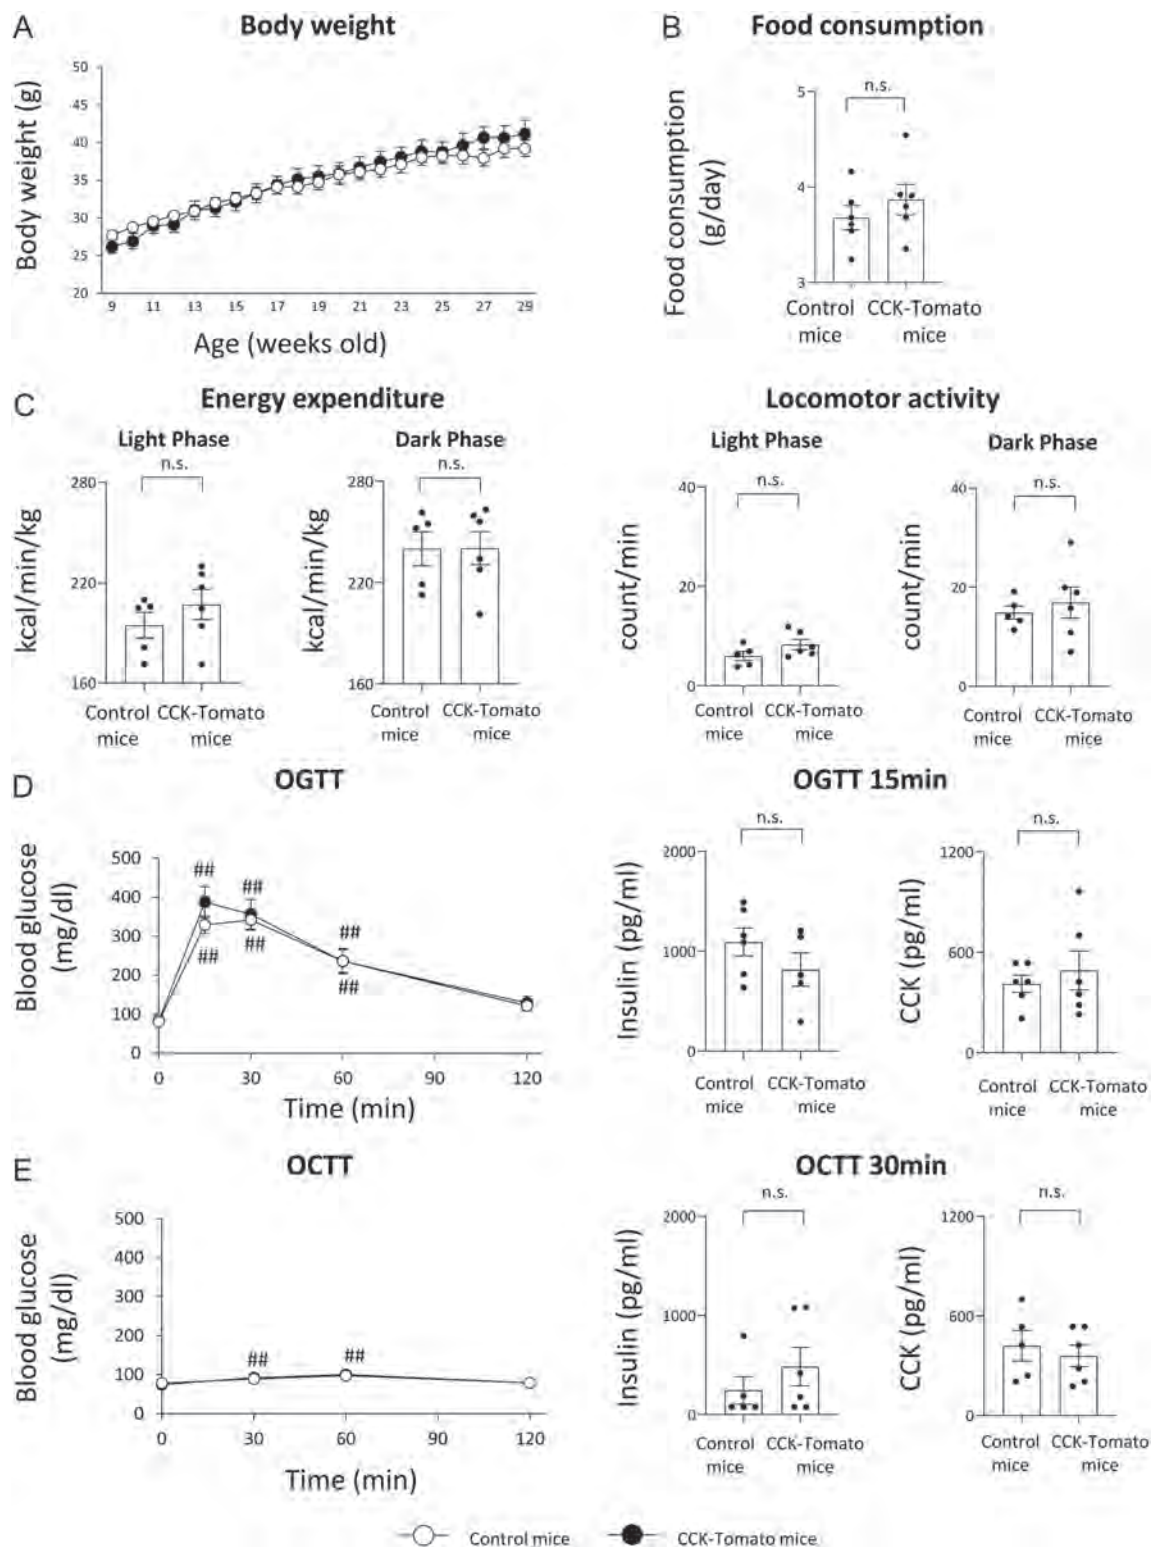 A
Body weight
Body weight (g)
50
45
40
35
30
25
20
9 11 13 15 17 19 21 23 25 27 29
Age (weeks old)
B
Food consumption
Food consumption
(g/day)
n.s.
5
4
3
Control CCK-Tomato
mice mice
C
Energy expenditure
Light Phase
n.s.
kcal/min/kg
280
220
160
Control CCK-Tomato
mice mice
Dark Phase
n.s.
kcal/min/kg
280
220
160
Control CCK-Tomato
mice mice
Locomotor activity
Light Phase
n.s.
count/min
40
20
0
Control CCK-Tomato
mice mice
Dark Phase
n.s.
count/min
40
20
0
Control CCK-Tomato
mice mice
D
OGTT
Blood glucose
(mg/dl)
500
400
300
200
100
0
## ## ##
## ## ##
0 30 60 90 120
Time (min)
OGTT 15min
n.s.
Insulin (pg/ml)
2000
1000
0
Control CCK-Tomato
mice mice
n.s.
CCK (pg/ml)
1200
600
0
Control CCK-Tomato
mice mice
E
OCTT
Blood glucose
(mg/dl)
500
400
300
200
100
0
## ##
0 30 60 90 120
Time (min)
OCTT 30min
n.s.
Insulin (pg/ml)
2000
1000
0
Control CCK-Tomato
mice mice
n.s.
CCK (pg/ml)
1200
600
0
Control CCK-Tomato
mice mice
Control mice CCK-Tomato mice